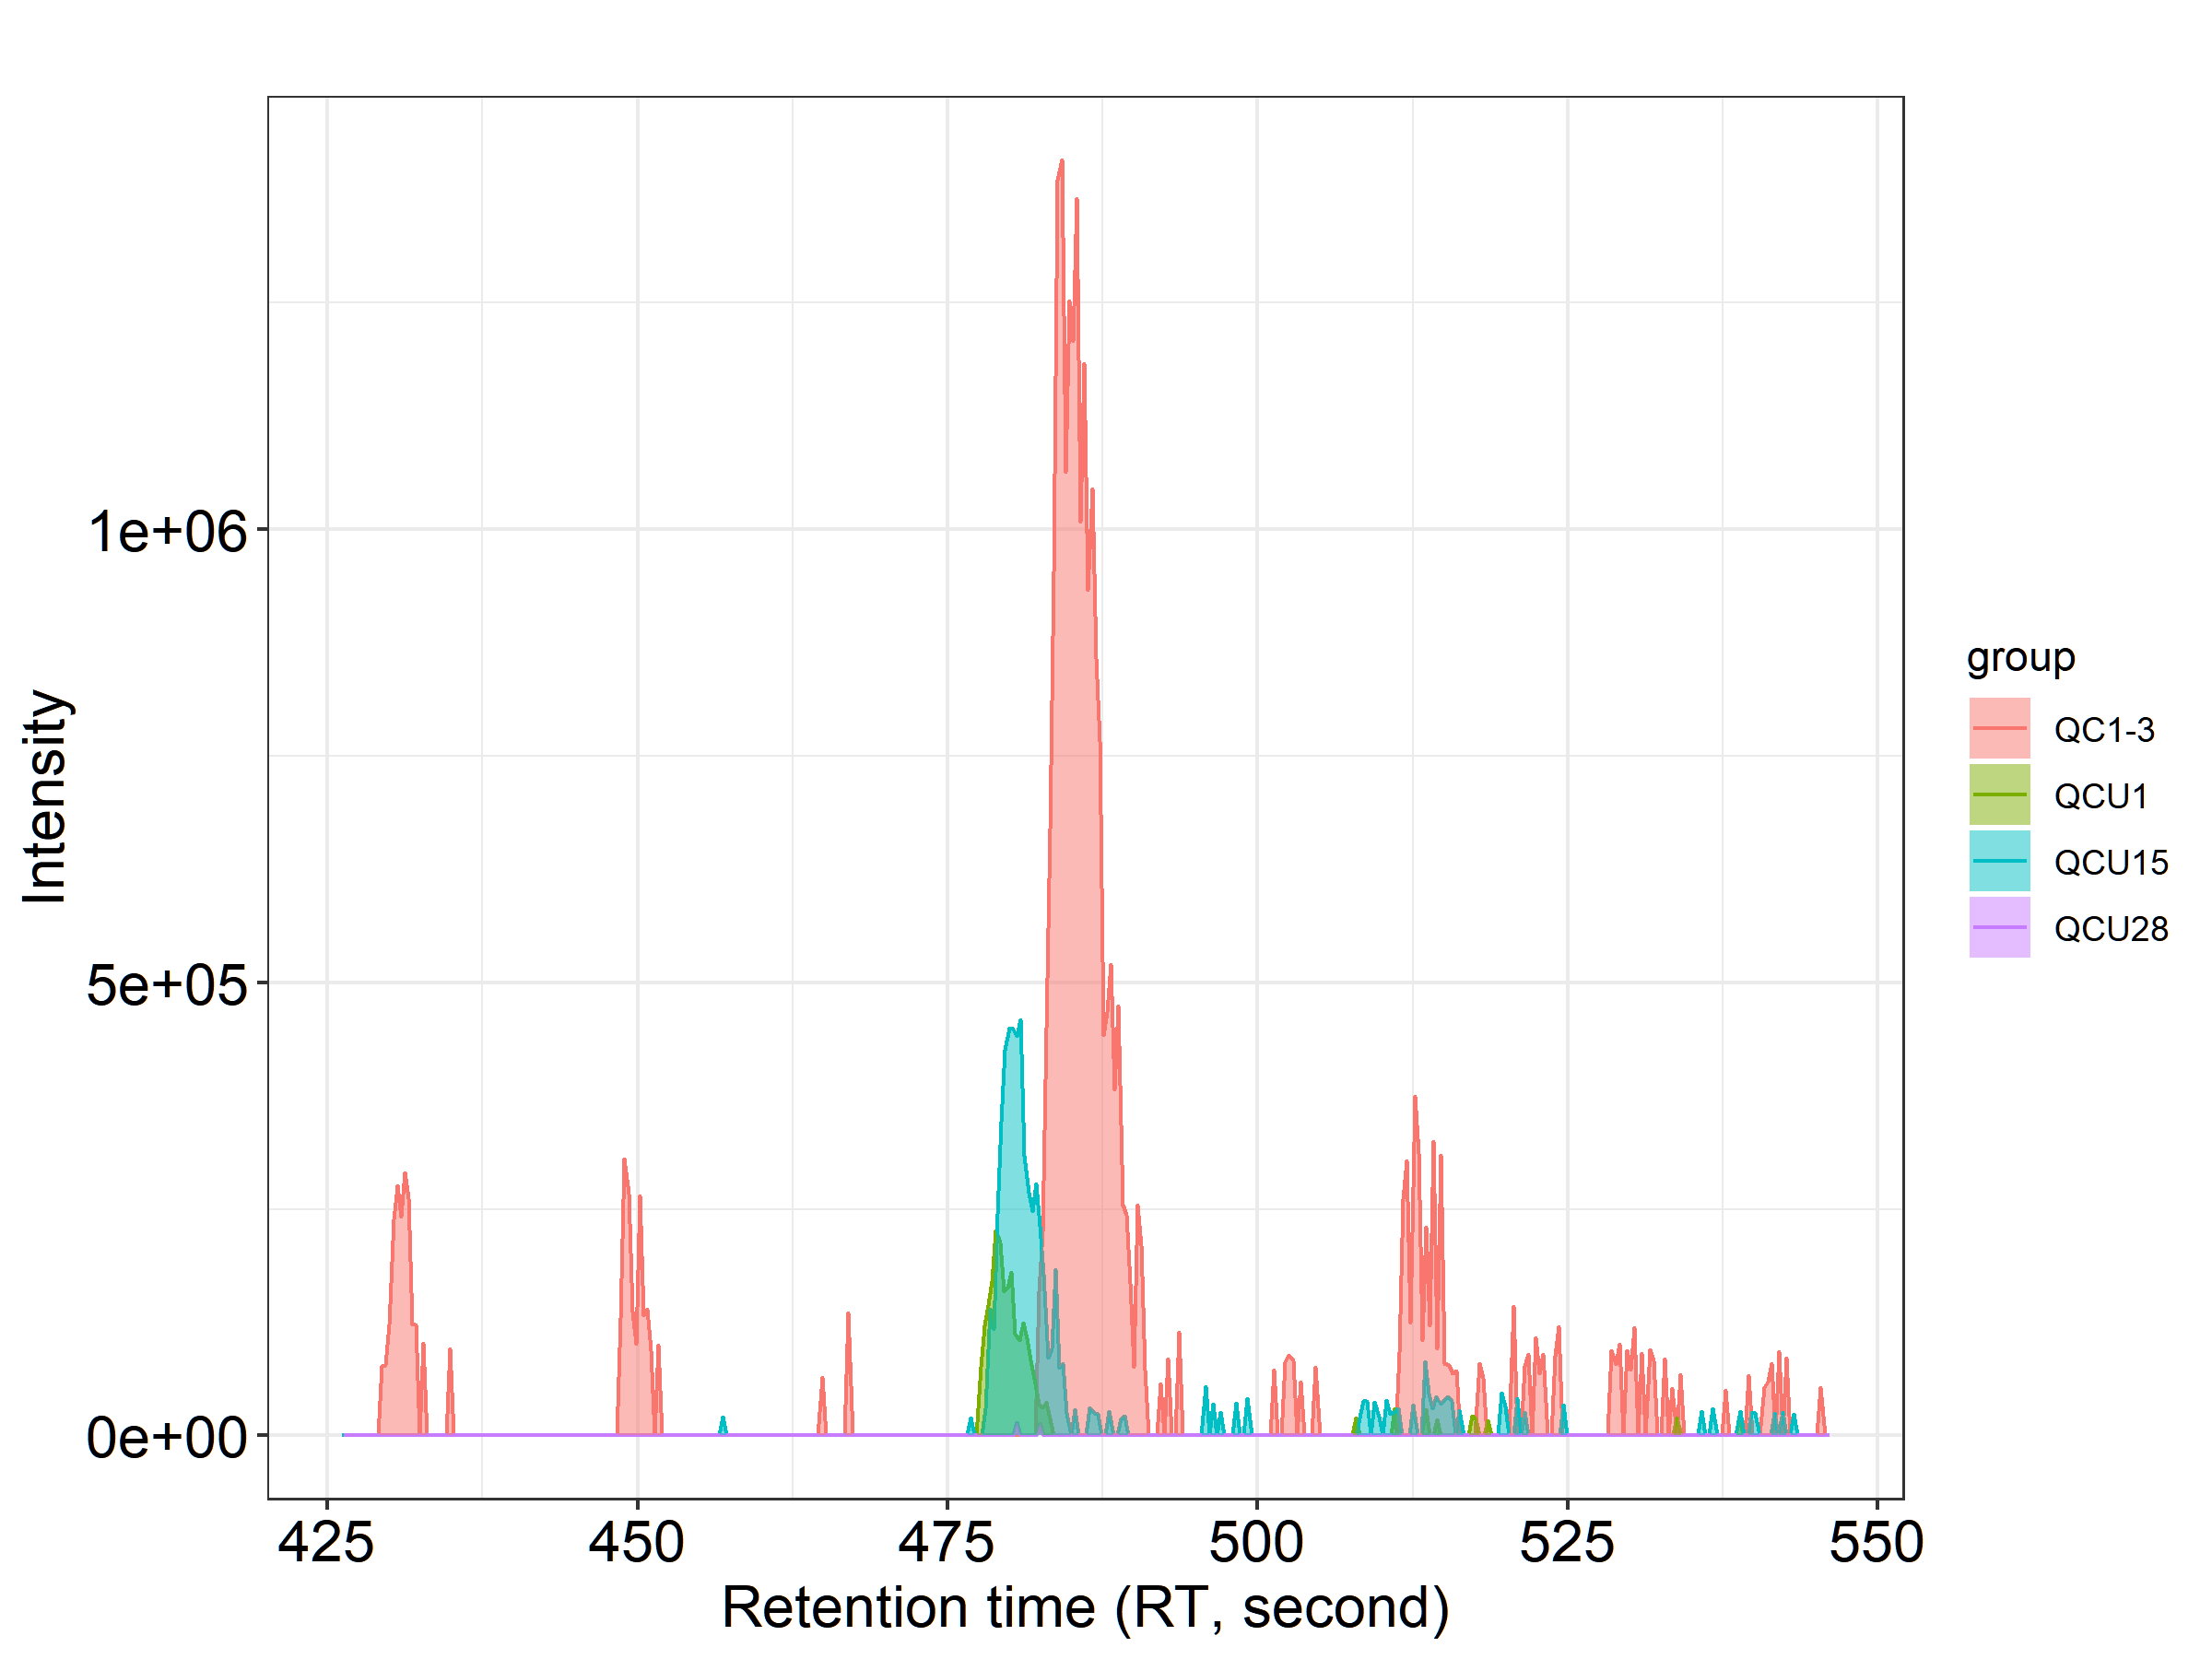 1e+06
5e+05
0e+00
Intensity
425 450 475 500 525 550
Retention time (RT, second)
group
QC1-3
QCU1
QCU15
QCU28